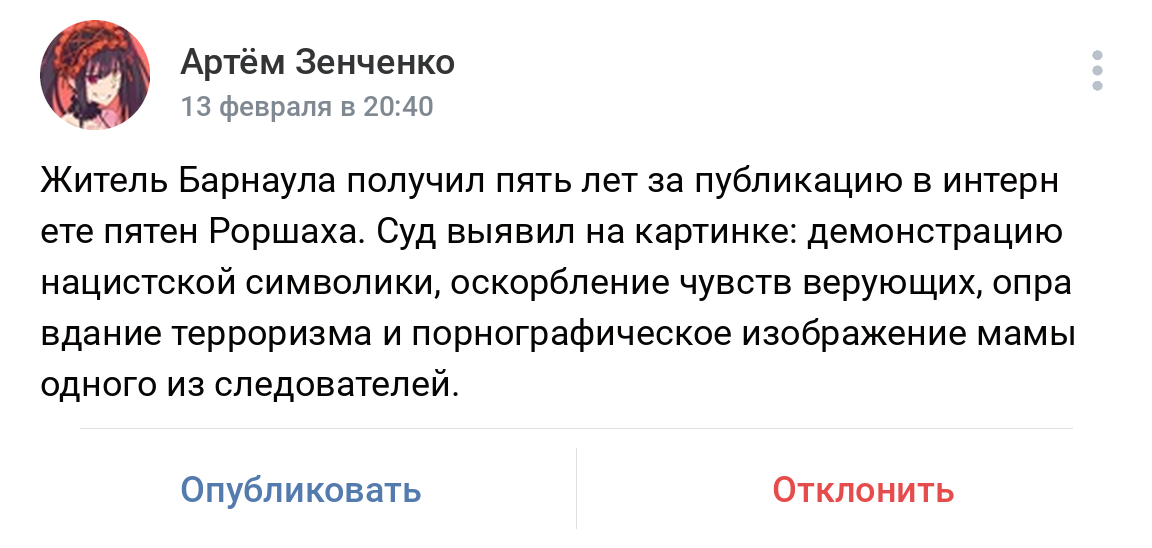 Артём Зенченко
13 февраля в 20:40
Житель Барнаула получил пять лет за публикацию в интерн
ете пятен Роршаха. Суд выявил на картинке: демонстрацию
нацистской символики, оскорбление чувств верующих, опра
вдание терроризма и порнографическое изображение мамы
одного из следователей.
Опубликовать
Отклонить